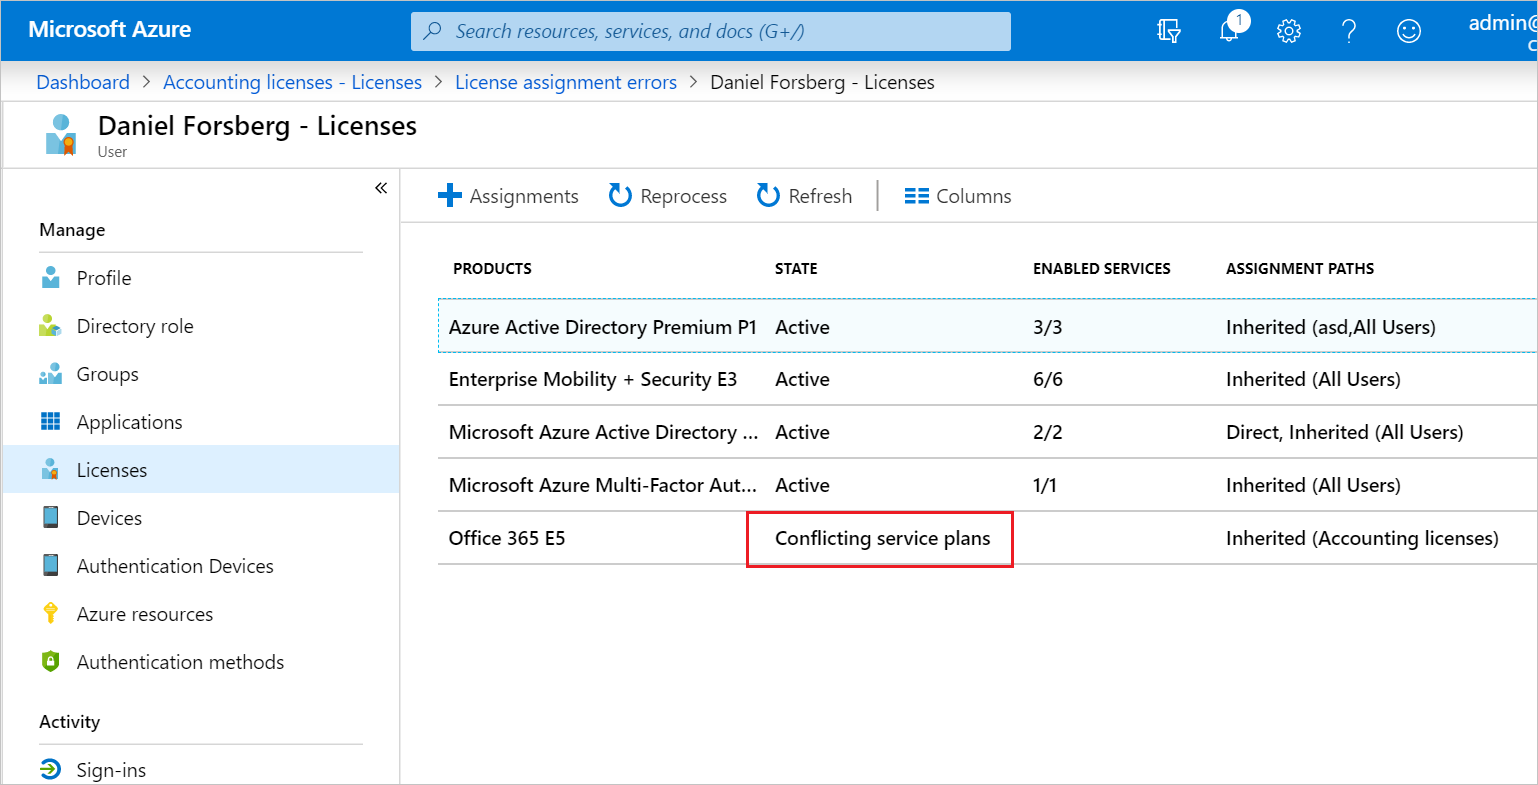 Microsoft Azure
Search resources, services, and docs (G+/)
1
admin@
Dashboard > Accounting licenses - Licenses > License assignment errors > Daniel Forsberg - Licenses
Daniel Forsberg - Licenses
User
«
Manage
Profile
Directory role
Groups
Applications
Licenses
Devices
Authentication Devices
Azure resources
Authentication methods
Activity
Sign-ins
Assignments Reprocess Refresh Columns
PRODUCTS STATE ENABLED SERVICES ASSIGNMENT PATHS
Azure Active Directory Premium P1 Active 3/3 Inherited (asd,All Users)
Enterprise Mobility + Security E3 Active 6/6 Inherited (All Users)
Microsoft Azure Active Directory ... Active 2/2 Direct, Inherited (All Users)
Microsoft Azure Multi-Factor Aut... Active 1/1 Inherited (All Users)
Office 365 E5 Conflicting service plans Inherited (Accounting licenses)